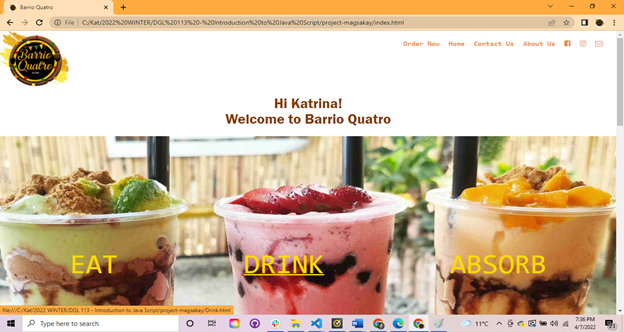 Barrio Quatro
File | C:/Kat/2022%20WINTER/DGL%20113%20-%20Introduction%20to%20Java%20Script/project-magsakay/index.html
Barrio
Quatro
Order Now Home Contact Us About Us
Hi Katrina!
Welcome to Barrio Quatro
EAT DRINK ABSORB
file:///C:/Kat/2022 WINTER/DGL 113 - Introduction to Java Script/project-magsakay/Drink.html
Type here to search
11°C
7:36 PM
4/7/2022